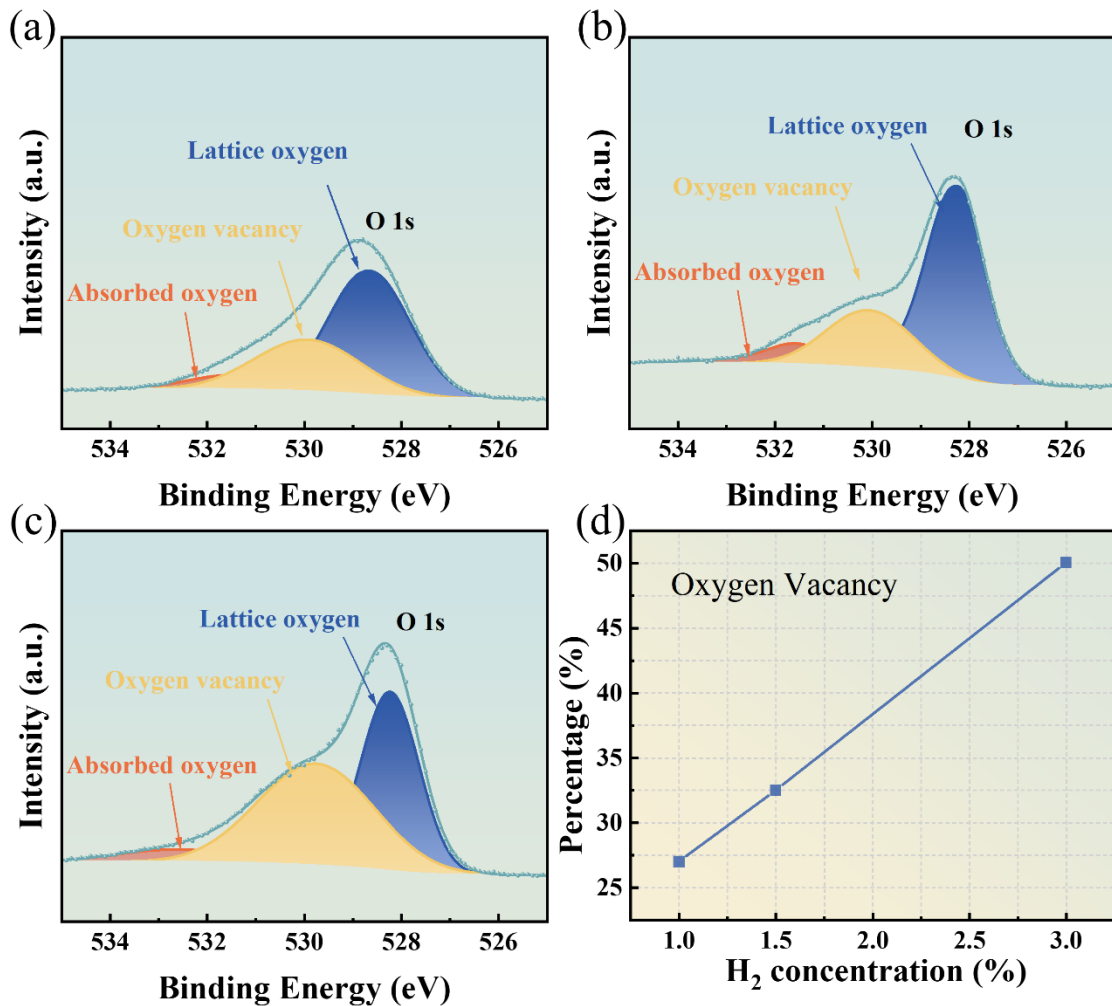 (a)
Lattice oxygen
O 1s
Oxygen vacancy
Absorbed oxygen
Intensity (a.u.)
534 532 530 528 526
Binding Energy (eV)
(b)
Lattice oxygen
O 1s
Oxygen vacancy
Absorbed oxygen
Intensity (a.u.)
534 532 530 528 526
Binding Energy (eV)
(c)
Lattice oxygen
O 1s
Oxygen vacancy
Absorbed oxygen
Intensity (a.u.)
534 532 530 528 526
Binding Energy (eV)
(d)
Oxygen Vacancy
Percentage (%)
50
45
40
35
30
25
1.0 1.5 2.0 2.5 3.0
H₂ concentration (%)